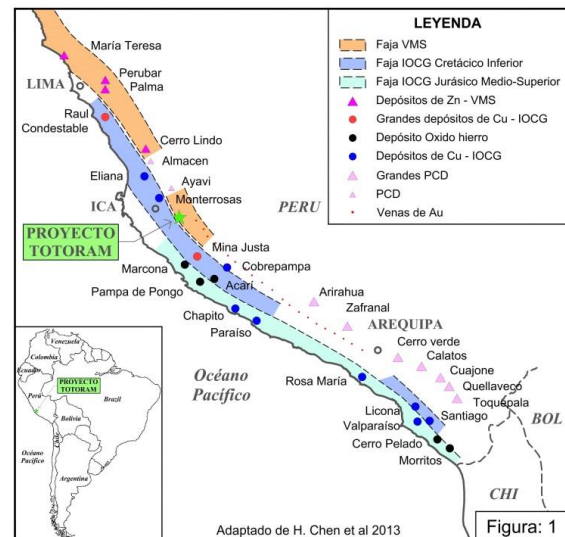 LEYENDA
Faja VMS
Faja IOCG Cretácico Inferior
Faja IOCG Jurásico Medio-Superior
Depósitos de Zn - VMS
Grandes depósitos de Cu - IOCG
Depósito Oxido hierro
Depósitos de Cu - IOCG
Grandes PCD
PCD
Venas de Au
María Teresa
Perubar
Palma
LIMA
Raul
Condestable
Cerro Lindo
Almacen
Eliana
Ayavi
Monterrosas
ICA
PERU
PROYECTO
TOTORAM
Mina Justa
Marcona
Cobrepampa
Acarí
Pampa de Pongo
Arirahua
Zafranal
Chapito
Paraíso
AREQUIPA
Cerro verde
Calatos
Cuajone
Quellaveco
Toquepala
Océano
Pacífico
Rosa María
Licona
Santiago
Valparaíso
Cerro Pelado
Morritos
BOL
CHI
Venezuela
Colombia
Ecuador
PROYECTO
TOTORAM
Perú
Brazil
Bolivia
Océano
Pacífico
Chile
Argentina
Adaptado de H. Chen et al 2013
Figura: 1